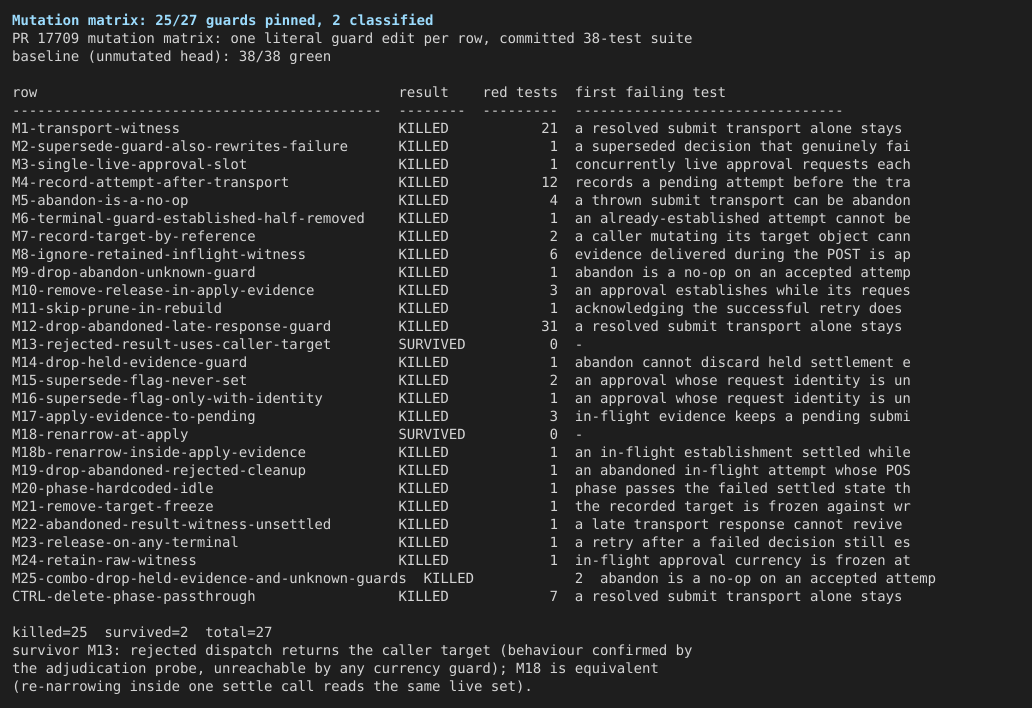 Mutation matrix: 25/27 guards pinned, 2 classified
PR 17709 mutation matrix: one literal guard edit per row, committed 38-test suite
baseline (unmutated head): 38/38 green
row                                           result    red tests  first failing test
--------------------------------------------  --------  ---------  --------------------------------
M1-transport-witness                          KILLED           21  a resolved submit transport alone stays
M2-supersede-guard-also-rewrites-failure      KILLED            1  a superseded decision that genuinely fai
M3-single-live-approval-slot                  KILLED            1  concurrently live approval requests each
M4-record-attempt-after-transport             KILLED           12  records a pending attempt before the tra
M5-abandon-is-a-no-op                         KILLED            4  a thrown submit transport can be abandon
M6-terminal-guard-established-half-removed    KILLED            1  an already-established attempt cannot be
M7-record-target-by-reference                 KILLED            2  a caller mutating its target object cann
M8-ignore-retained-inflight-witness           KILLED            6  evidence delivered during the POST is ap
M9-drop-abandon-unknown-guard                 KILLED            1  abandon is a no-op on an accepted attemp
M10-remove-release-in-apply-evidence          KILLED            3  an approval establishes while its reques
M11-skip-prune-in-rebuild                     KILLED            1  acknowledging the successful retry does
M12-drop-abandoned-late-response-guard        KILLED           31  a resolved submit transport alone stays
M13-rejected-result-uses-caller-target        SURVIVED          0  -
M14-drop-held-evidence-guard                  KILLED            1  abandon cannot discard held settlement e
M15-supersede-flag-never-set                  KILLED            2  an approval whose request identity is un
M16-supersede-flag-only-with-identity         KILLED            1  an approval whose request identity is un
M17-apply-evidence-to-pending                 KILLED            3  in-flight evidence keeps a pending submi
M18-renarrow-at-apply                         SURVIVED          0  -
M18b-renarrow-inside-apply-evidence           KILLED            1  an in-flight establishment settled while
M19-drop-abandoned-rejected-cleanup           KILLED            1  an abandoned in-flight attempt whose POS
M20-phase-hardcoded-idle                      KILLED            1  phase passes the failed settled state th
M21-remove-target-freeze                      KILLED            1  the recorded target is frozen against wr
M22-abandoned-result-witness-unsettled        KILLED            1  a late transport response cannot revive
M23-release-on-any-terminal                   KILLED            1  a retry after a failed decision still es
M24-retain-raw-witness                        KILLED            1  in-flight approval currency is frozen at
M25-combo-drop-held-evidence-and-unknown-guards  KILLED            2  abandon is a no-op on an accepted attemp
CTRL-delete-phase-passthrough                 KILLED            7  a resolved submit transport alone stays
killed=25  survived=2  total=27
survivor M13: rejected dispatch returns the caller target (behaviour confirmed by
the adjudication probe, unreachable by any currency guard); M18 is equivalent
(re-narrowing inside one settle call reads the same live set).